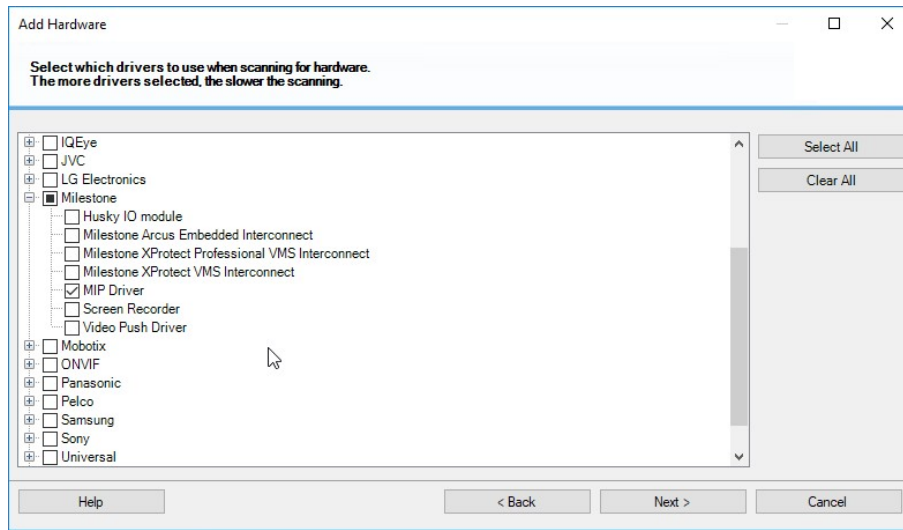 Add Hardware
Select which drivers to use when scanning for hardware.
The more drivers selected, the slower the scanning.
IQEye
JVC
LG Electronics
Milestone
Husky IO module
Milestone Arcus Embedded Interconnect
Milestone XProtect Professional VMS Interconnect
Milestone XProtect VMS Interconnect
MIP Driver
Screen Recorder
Video Push Driver
Mobotix
ONVIF
Panasonic
Pelco
Samsung
Sony
Universal
Select All
Clear All
Help
< Back
Next >
Cancel